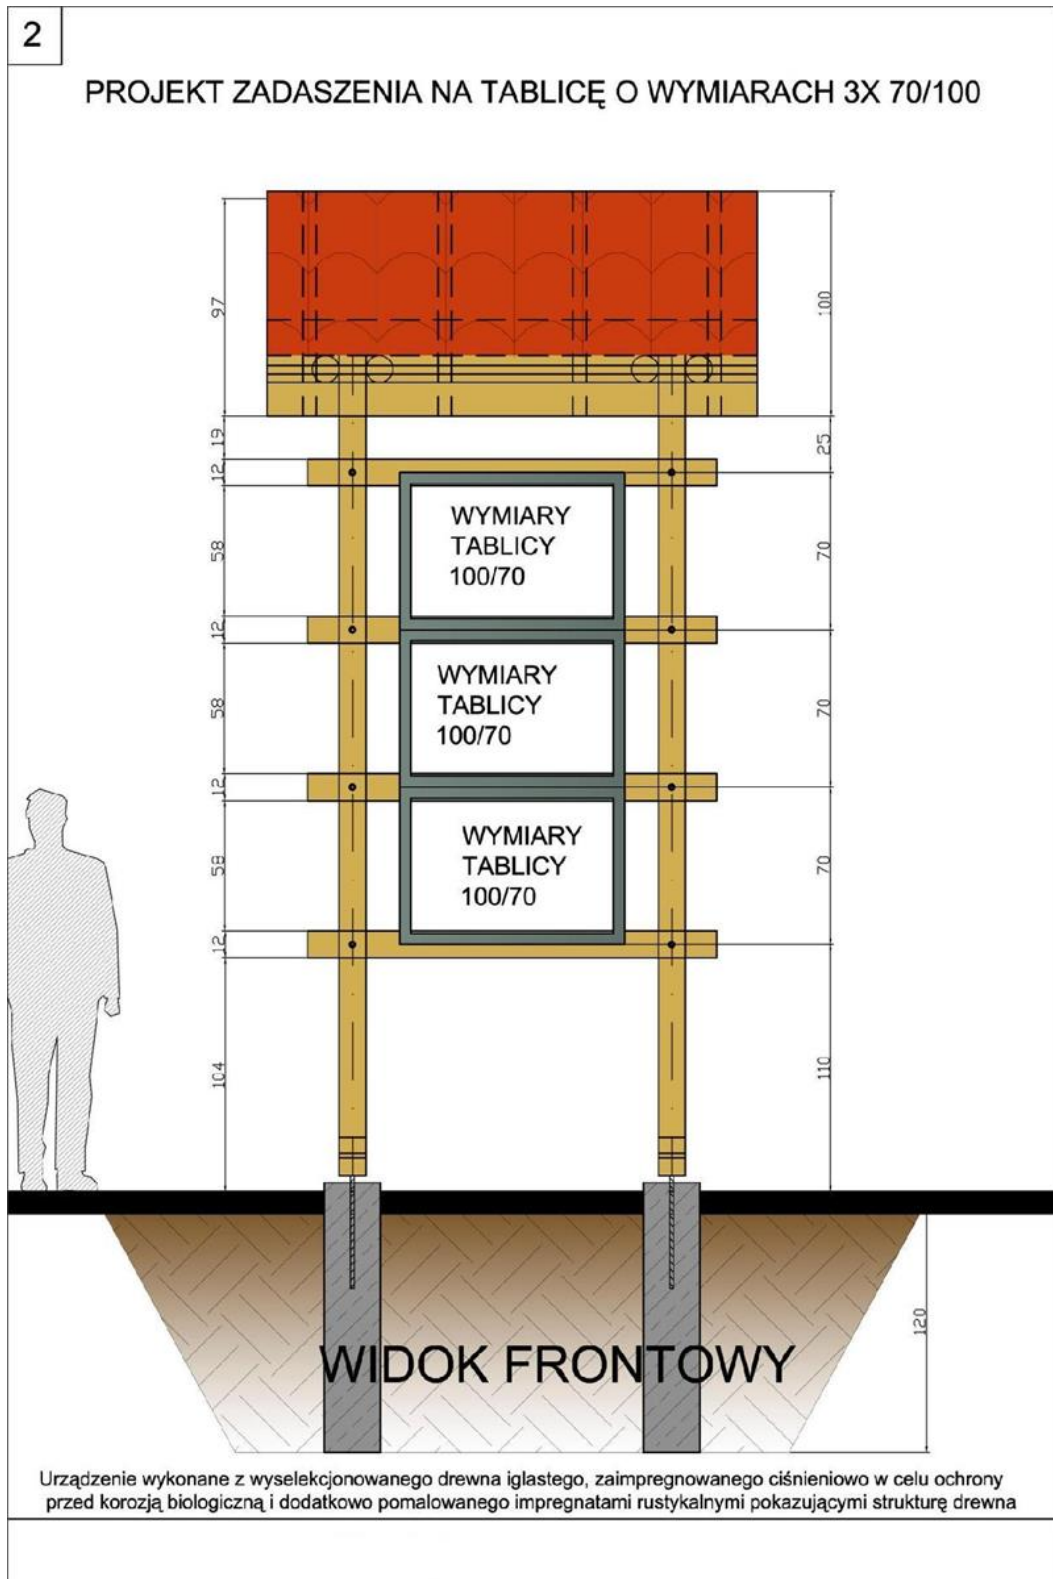 2
PROJEKT ZADASZENIA NA TABLICĘ O WYMIARACH 3X 70/100
97
100
19
25
12
WYMIARY
TABLICY
100/70
58
70
12
WYMIARY
TABLICY
100/70
58
70
12
WYMIARY
TABLICY
100/70
58
70
12
104
110
120
WIDOK FRONTOWY
Urządzenie wykonane z wyselekcjonowanego drewna iglastego, zaimpregnowanego ciśnieniowo w celu ochrony
przed korozją biologiczną i dodatkowo pomalowanego impregnatami rustykalnymi pokazującymi strukturę drewna